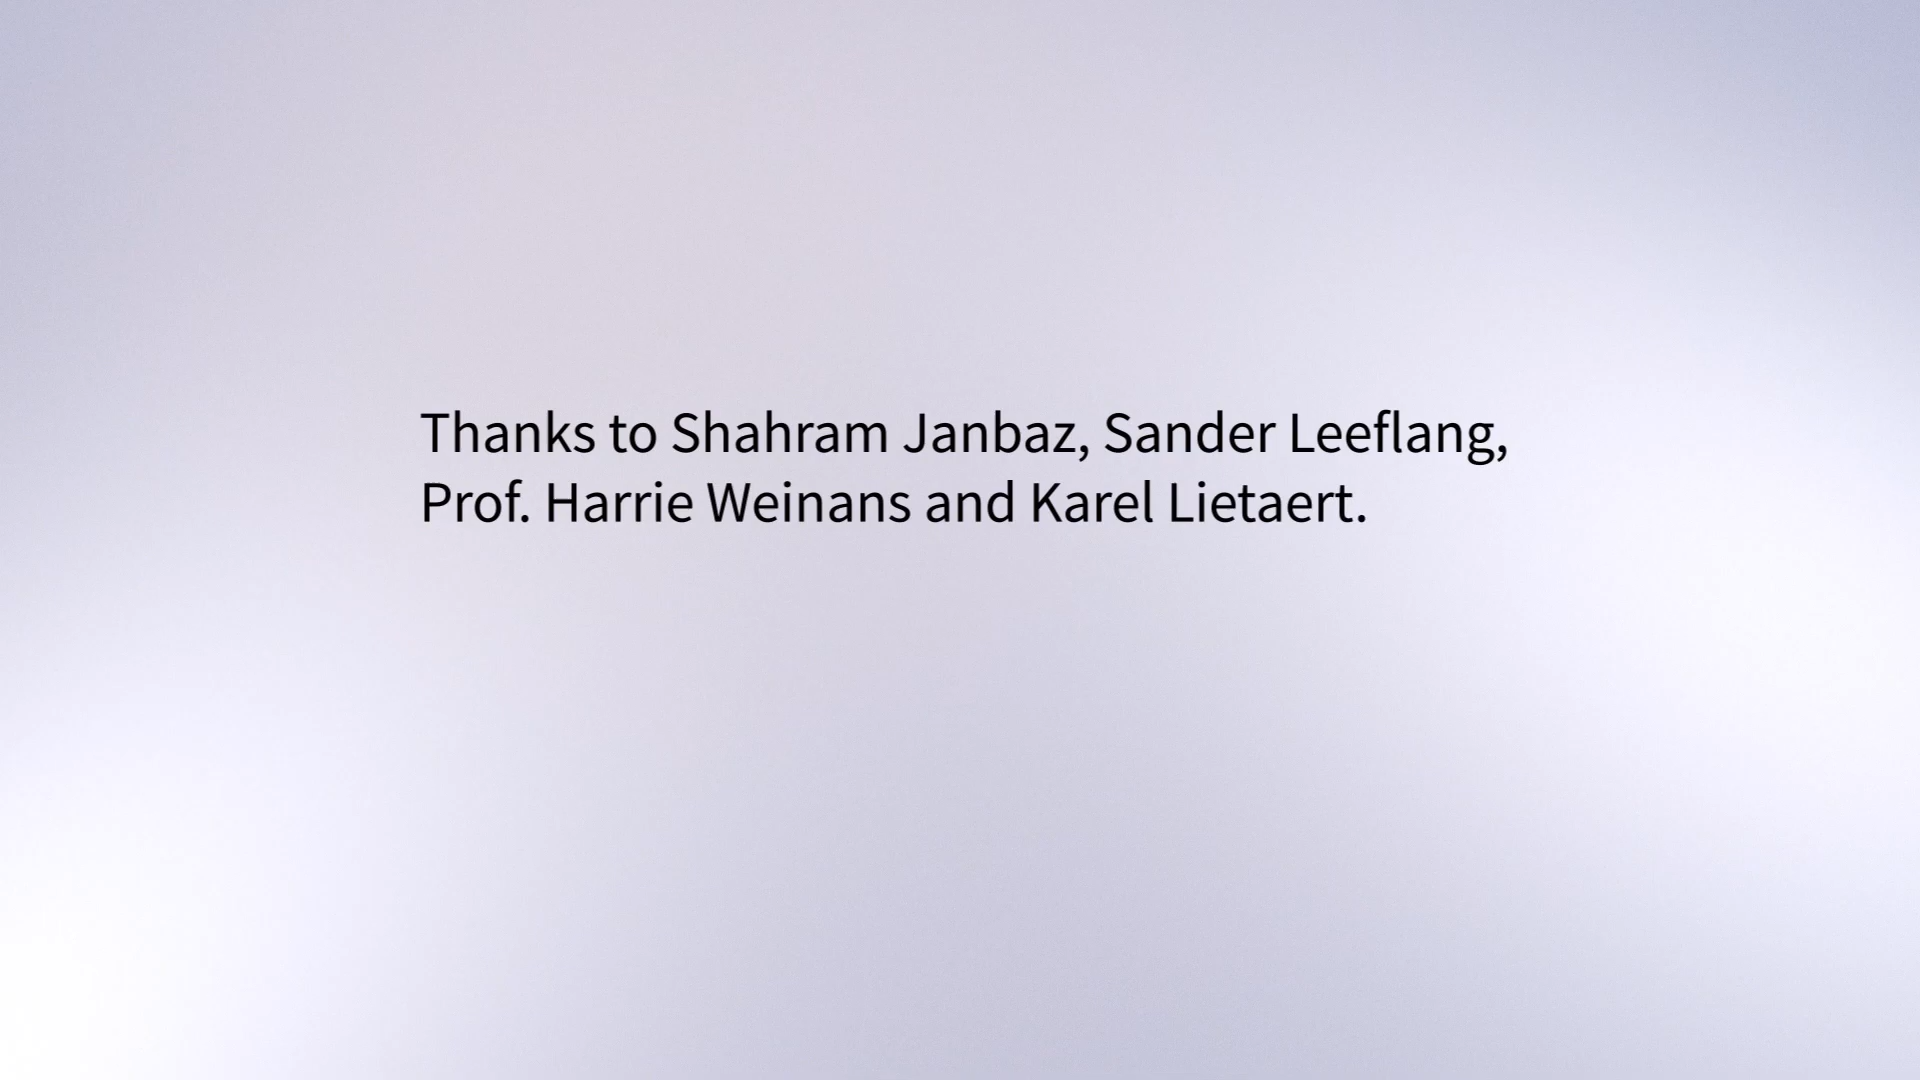 Thanks to Shahram Janbaz, Sander Leeflang,
Prof. Harrie Weinans and Karel Lietaert.